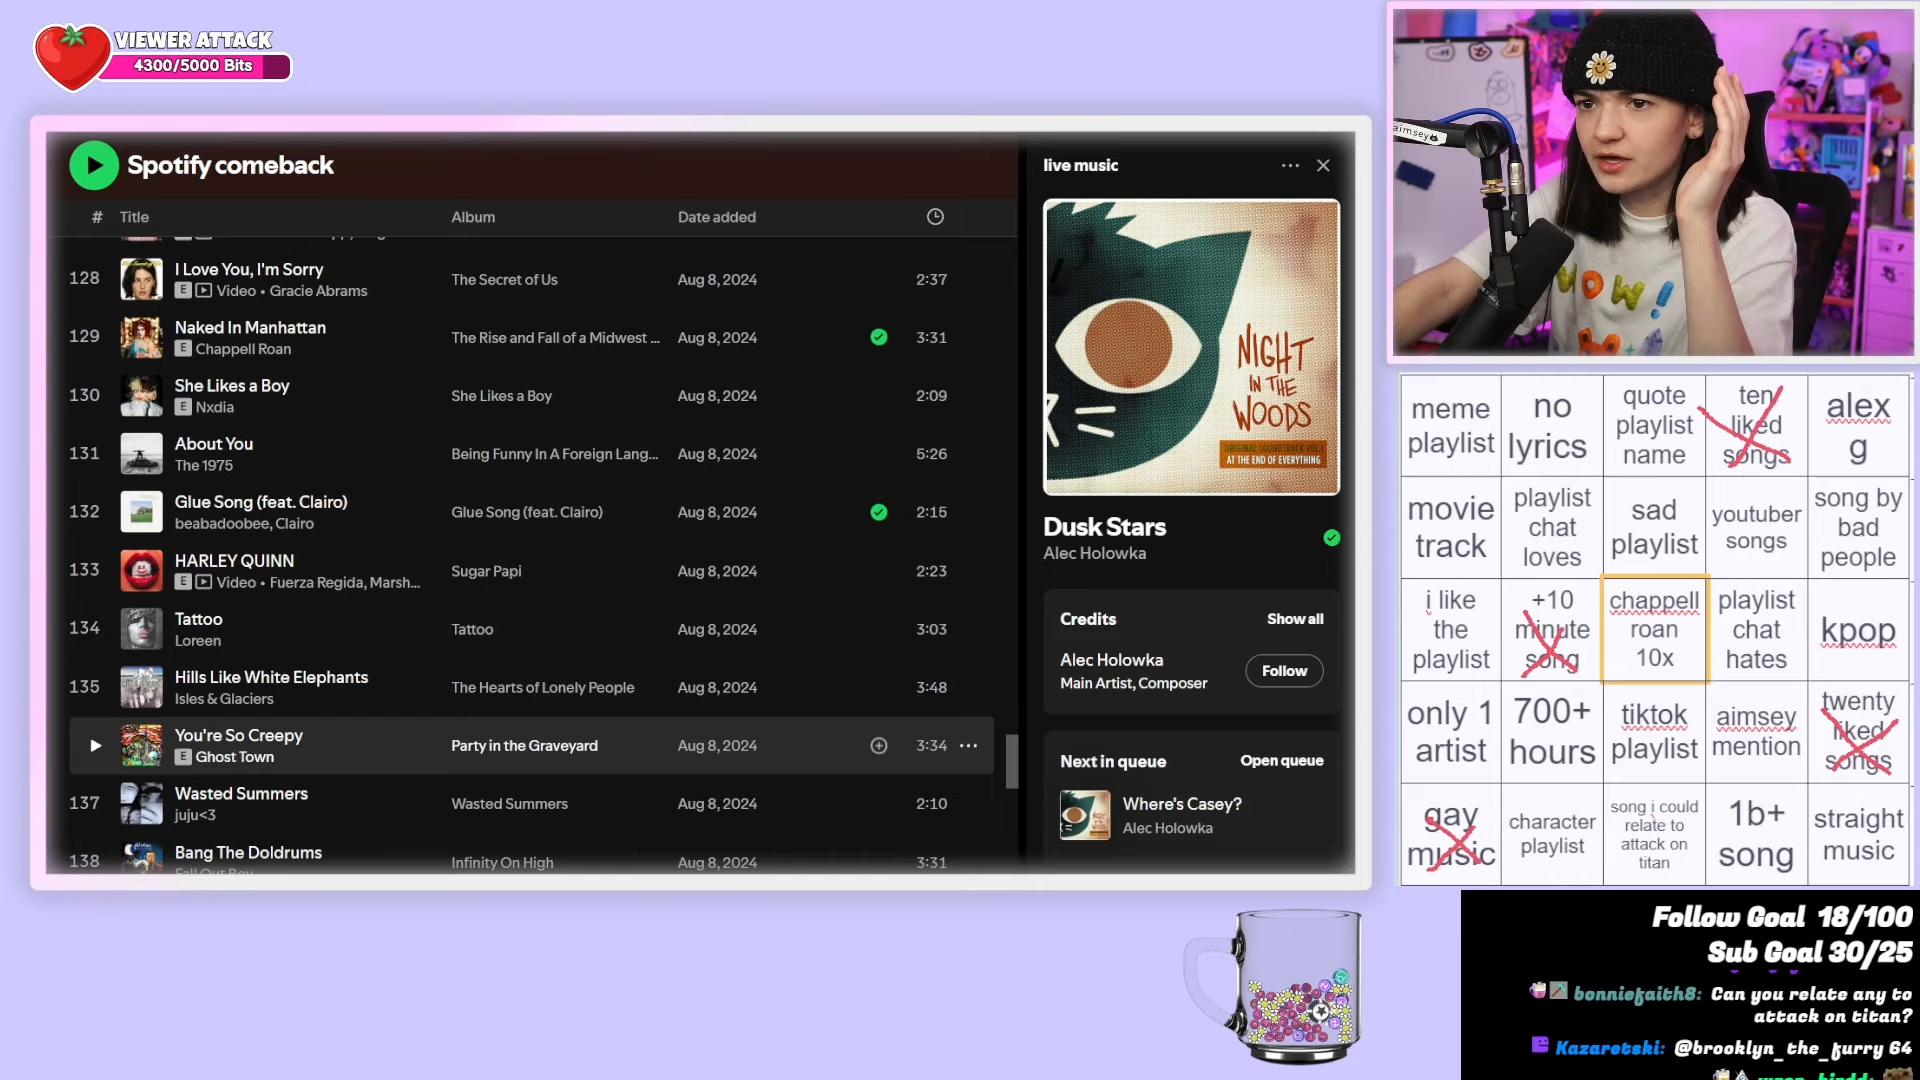 VIEWER ATTACK
4300/5000 Bits
Spotify comeback
# Title Album Date added
128 I Love You, I'm Sorry The Secret of Us Aug 8, 2024 2:37
E Video • Gracie Abrams
129 Naked In Manhattan The Rise and Fall of a Midwest ... Aug 8, 2024 3:31
E Chappell Roan
130 She Likes a Boy She Likes a Boy Aug 8, 2024 2:09
E Nxdia
131 About You Being Funny In A Foreign Lang... Aug 8, 2024 5:26
The 1975
132 Glue Song (feat. Clairo) Glue Song (feat. Clairo) Aug 8, 2024 2:15
beabadoobee, Clairo
133 HARLEY QUINN Sugar Papi Aug 8, 2024 2:23
E Video • Fuerza Regida, Marsh...
134 Tattoo Tattoo Aug 8, 2024 3:03
Loreen
135 Hills Like White Elephants The Hearts of Lonely People Aug 8, 2024 3:48
Isles & Glaciers
You're So Creepy Party in the Graveyard Aug 8, 2024 3:34 ...
E Ghost Town
137 Wasted Summers Wasted Summers Aug 8, 2024 2:10
juju<3
138 Bang The Doldrums Infinity On High Aug 8, 2024 3:31
Fall Out Boy
live music
NIGHT
IN THE
WOODS
ORIGINAL SOUNDTRACK VOL 1
AT THE END OF EVERYTHING
Dusk Stars
Alec Holowka
Credits Show all
Alec Holowka
Main Artist, Composer
Follow
Next in queue Open queue
Where's Casey?
Alec Holowka
aimsey
WOW!
meme
playlist
no
lyrics
quote
playlist
name
ten
liked
songs
alex
g
movie
track
playlist
chat
loves
sad
playlist
youtuber
songs
song by
bad
people
i like
the
playlist
+10
minute
song
chappell
roan
10x
playlist
chat
hates
kpop
only 1
artist
700+
hours
tiktok
playlist
aimsey
mention
twenty
liked
songs
gay
music
character
playlist
song i could
relate to
attack on
titan
1b+
song
straight
music
Follow Goal 18/100
Sub Goal 30/25
bonniefaith8: Can you relate any to
attack on titan?
Kazaretski: @brooklyn_the_furry 64